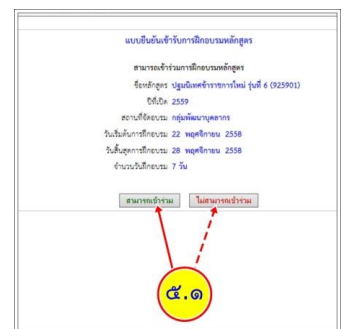 แบบยืนยันเข้ารับการฝึกอบรมหลักสูตร
สามารถเข้าร่วมการฝึกอบรมหลักสูตร
ชื่อหลักสูตร ปฐมนิเทศข้าราชการใหม่ รุ่นที่ 6 (925901)
ปีที่เปิด 2559
สถานที่จัดอบรม กลุ่มพัฒนาบุคลากร
วันเริ่มต้นการฝึกอบรม 22 พฤศจิกายน 2558
วันสิ้นสุดการฝึกอบรม 28 พฤศจิกายน 2558
จำนวนวันฝึกอบรม 7 วัน
สามารถเข้าร่วม ไม่สามารถเข้าร่วม
๕.๑